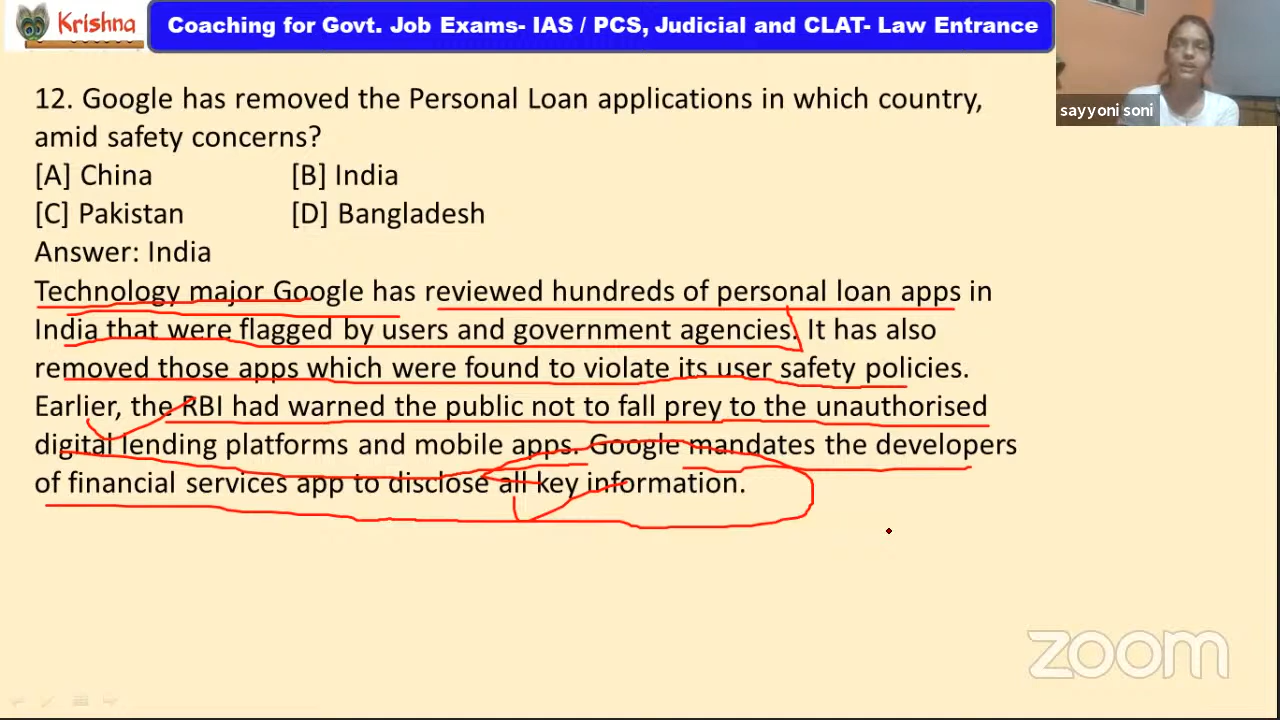 Krishna
Coaching for Govt. Job Exams- IAS / PCS, Judicial and CLAT- Law Entrance
sayyoni soni
12. Google has removed the Personal Loan applications in which country,
amid safety concerns?
[A] China [B] India
[C] Pakistan [D] Bangladesh
Answer: India
Technology major Google has reviewed hundreds of personal loan apps in
India that were flagged by users and government agencies. It has also
removed those apps which were found to violate its user safety policies.
Earlier, the RBI had warned the public not to fall prey to the unauthorised
digital lending platforms and mobile apps. Google mandates the developers
of financial services app to disclose all key information.
zoom